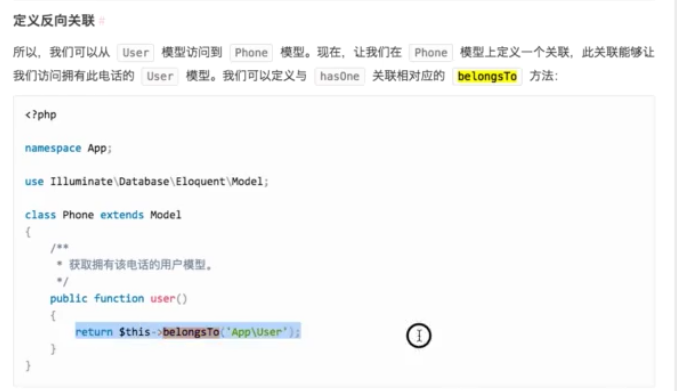 定义反向关联 #
所以，我们可以从 User 模型访问到 Phone 模型。现在，让我们在 Phone 模型上定义一个关联，此关联能够让
我们访问拥有此电话的 User 模型。我们可以定义与 hasOne 关联相对应的 belongsTo 方法：
<?php
namespace App;
use Illuminate\Database\Eloquent\Model;
class Phone extends Model
{
/**
* 获取拥有该电话的用户模型。
*/
public function user()
{
return $this->belongsTo('App\User');
}
}